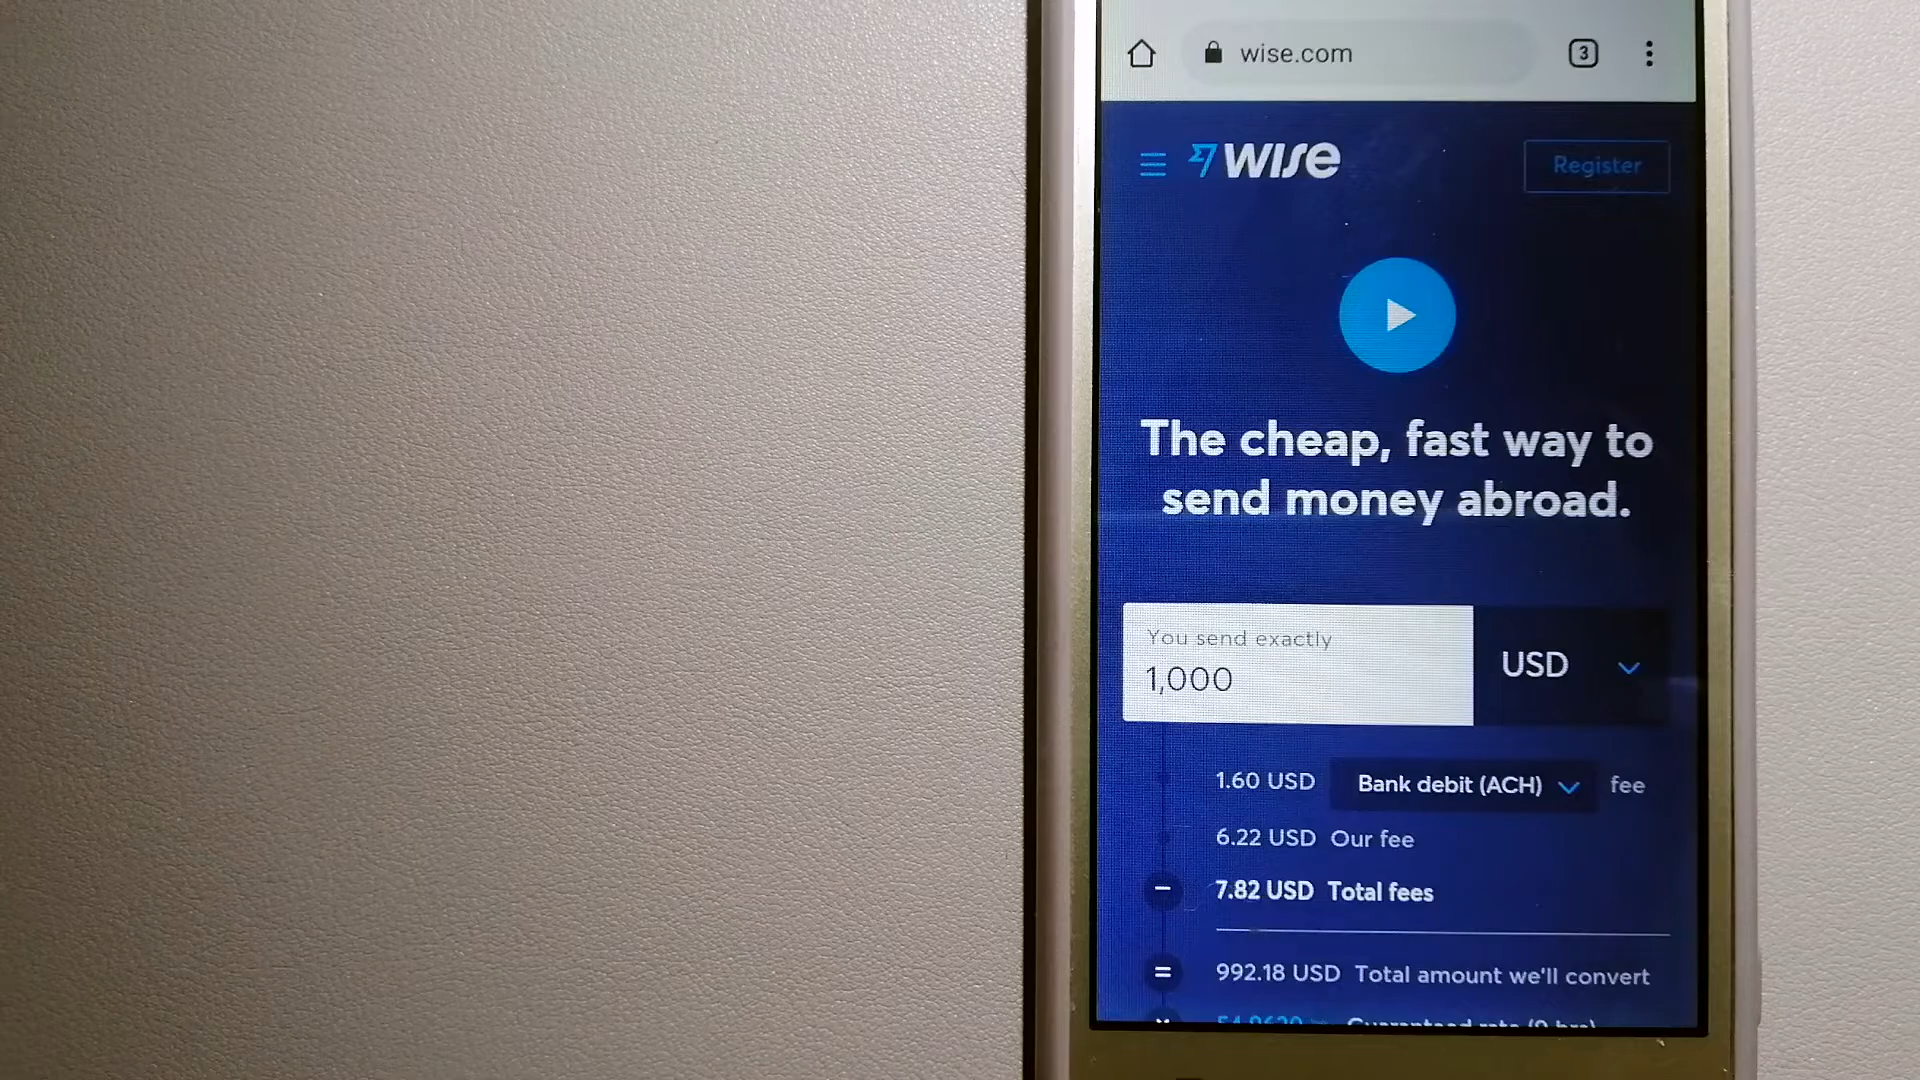 wise.com
3
WISE
Register
The cheap, fast way to
send money abroad.
You send exactly
1,000
USD
1.60 USD Bank debit (ACH) fee
6.22 USD Our fee
7.82 USD Total fees
992.18 USD Total amount we'll convert
Guaranteed rate